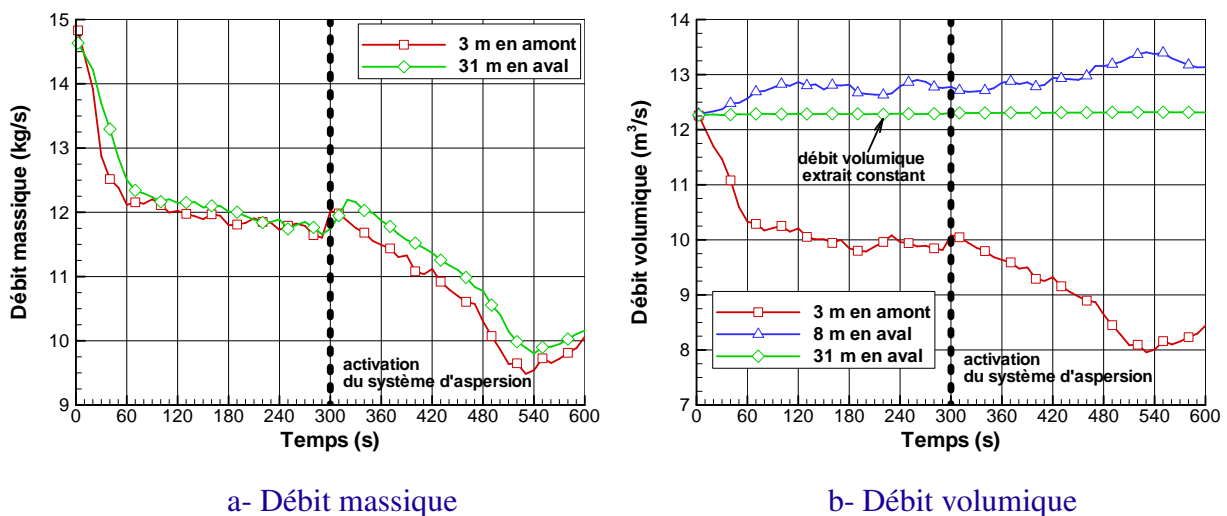 15
14
13
12
11
10
9
0 60 120 180 240 300 360 420 480 540 600
Débit massique (kg/s)
Temps (s)
3 m en amont
31 m en aval
activation
du système d'aspersion
a- Débit massique
14
13
12
11
10
9
8
7
0 60 120 180 240 300 360 420 480 540 600
Débit volumique (m³/s)
Temps (s)
débit volumique
extrait constant
3 m en amont
8 m en aval
31 m en aval
activation
du système d'aspersion
b- Débit volumique